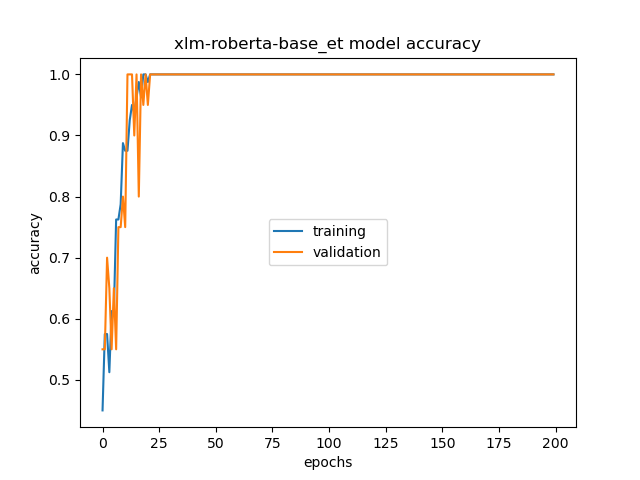 xlm-roberta-base_et model accuracy
1.0
0.9
0.8
0.7
0.6
0.5
accuracy
training
validation
0 25 50 75 100 125 150 175 200
epochs